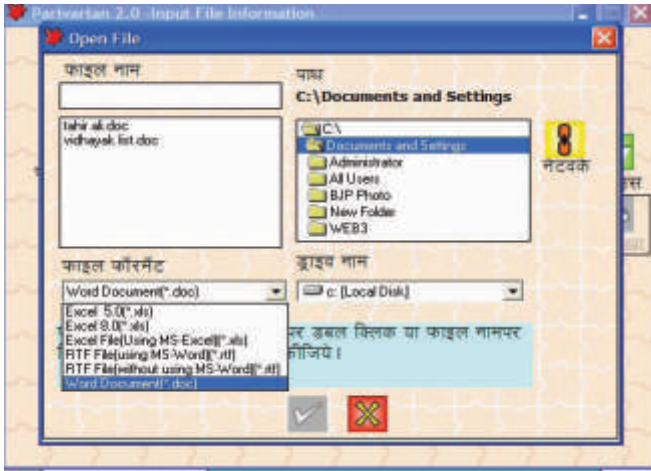 Parivartan 2.0 -Input File Information
Open File
फाइल नाम
पाथ
C:\Documents and Settings
tahir ali.doc
vidhayak list.doc
C:\
Documents and Settings
Administrator
All Users
BJP Photo
New Folder
WEB3
नेटवर्क
फाइल फॉरमॅट
ड्राइव नाम
Word Document(*.doc)
c: [Local Disk]
Excel 5.0(*.xls)
Excel 8.0(*.xls)
Excel File(Using MS-Excel)(*.xls)
RTF File(using MS-Word)(*.rtf)
RTF File(without using MS-Word)(*.rtf)
Word Document(*.doc)
पर डबल क्लिक या फाइल नामपर
कीजिये।